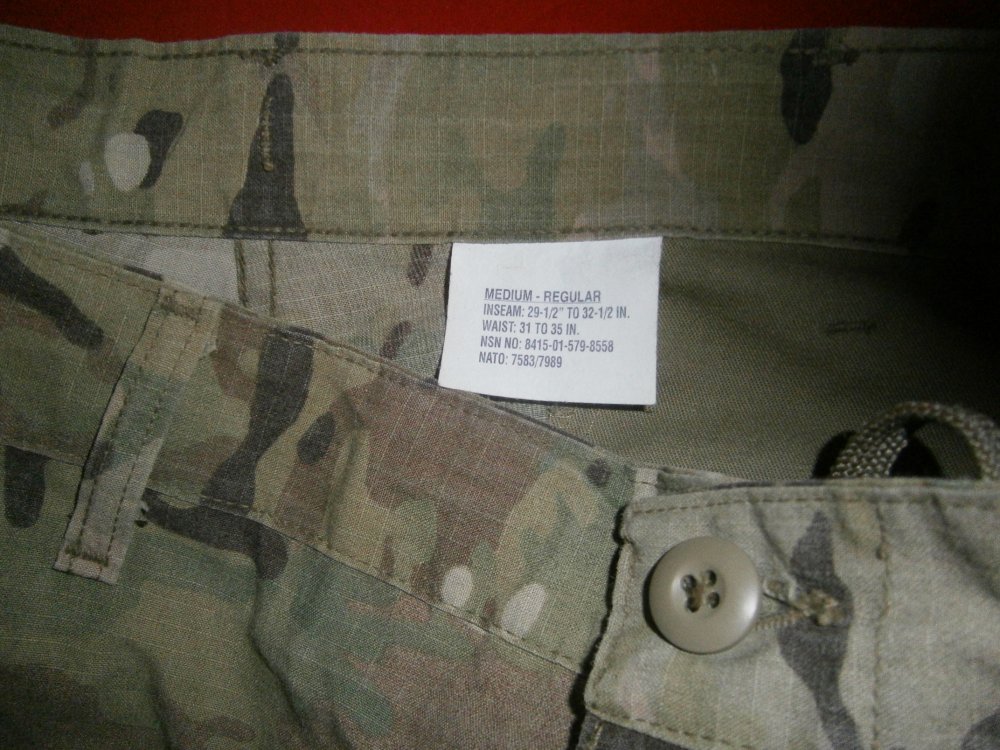 MEDIUM - REGULAR
INSEAM: 29-1/2" TO 32-1/2 IN.
WAIST: 31 TO 35 IN.
NSN NO: 8415-01-579-8558
NATO: 7583/7989